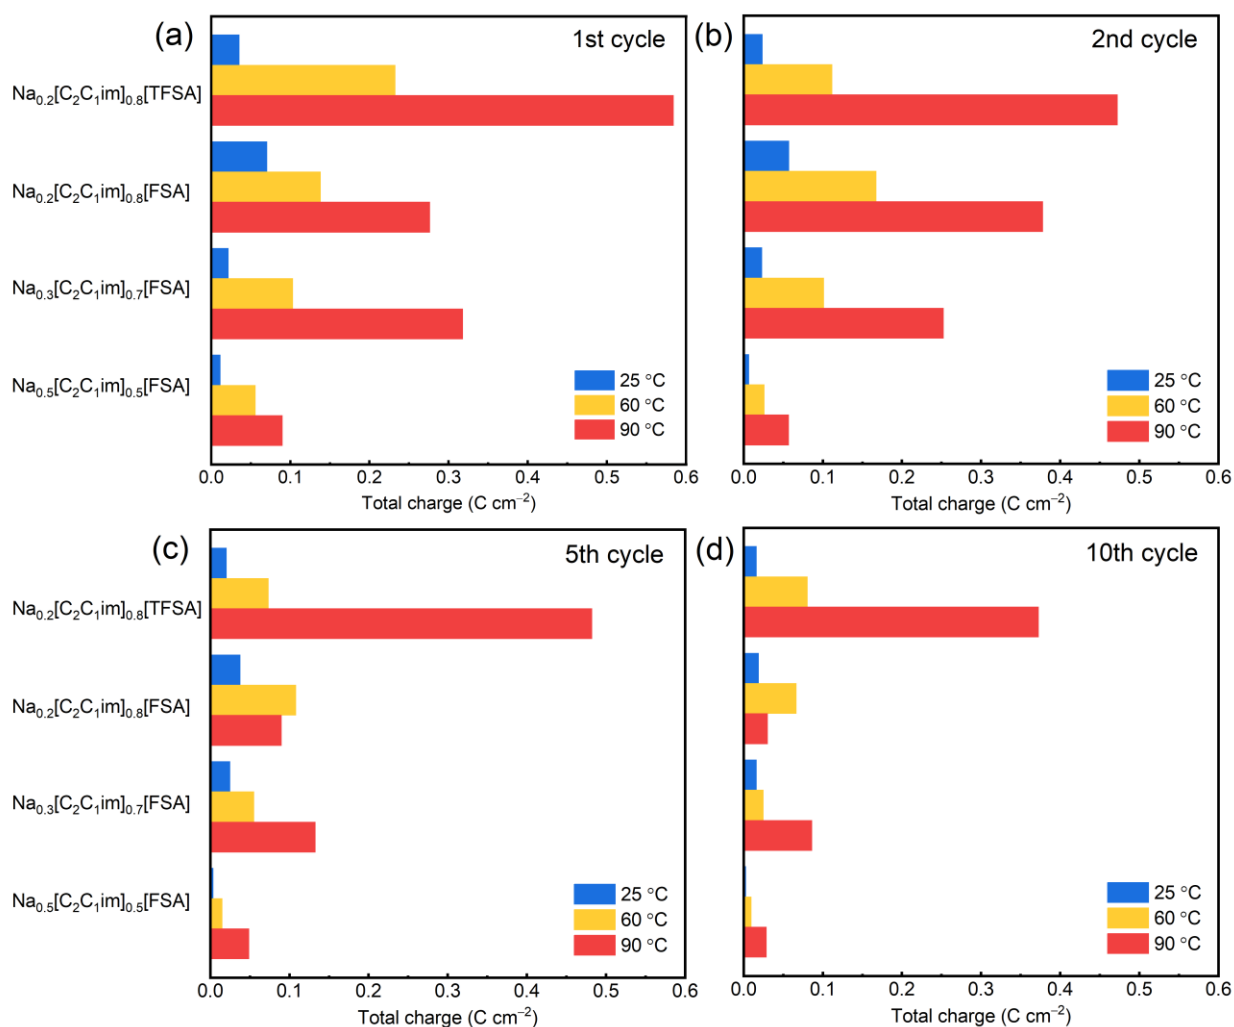 (a)
1st cycle
Na0.2[C2C1im]0.8[TFSA]
Na0.2[C2C1im]0.8[FSA]
Na0.3[C2C1im]0.7[FSA]
Na0.5[C2C1im]0.5[FSA]
25 °C
60 °C
90 °C
0.0 0.1 0.2 0.3 0.4 0.5 0.6
Total charge (C cm−2)
(b)
2nd cycle
25 °C
60 °C
90 °C
0.0 0.1 0.2 0.3 0.4 0.5 0.6
Total charge (C cm−2)
(c)
5th cycle
Na0.2[C2C1im]0.8[TFSA]
Na0.2[C2C1im]0.8[FSA]
Na0.3[C2C1im]0.7[FSA]
Na0.5[C2C1im]0.5[FSA]
25 °C
60 °C
90 °C
0.0 0.1 0.2 0.3 0.4 0.5 0.6
Total charge (C cm−2)
(d)
10th cycle
25 °C
60 °C
90 °C
0.0 0.1 0.2 0.3 0.4 0.5 0.6
Total charge (C cm−2)